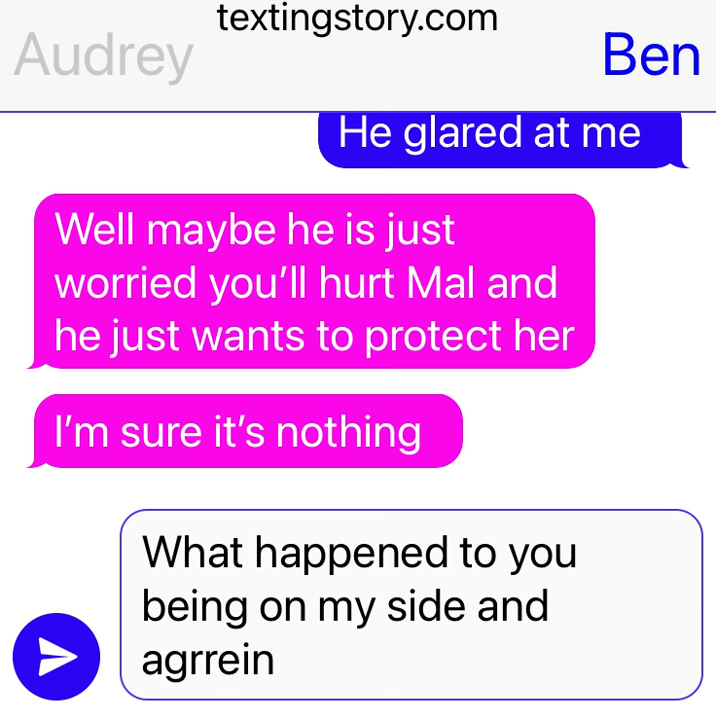 textingstory.com
Audrey
Ben
He glared at me
Well maybe he is just
worried you’ll hurt Mal and
he just wants to protect her
I’m sure it’s nothing
What happened to you
being on my side and
agrrein